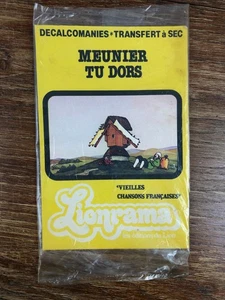 DECALCOMANIES • TRANSFERT à SEC
MEUNIER
TU DORS
"VIEILLES
CHANSONS FRANÇAISES"
Lionrama